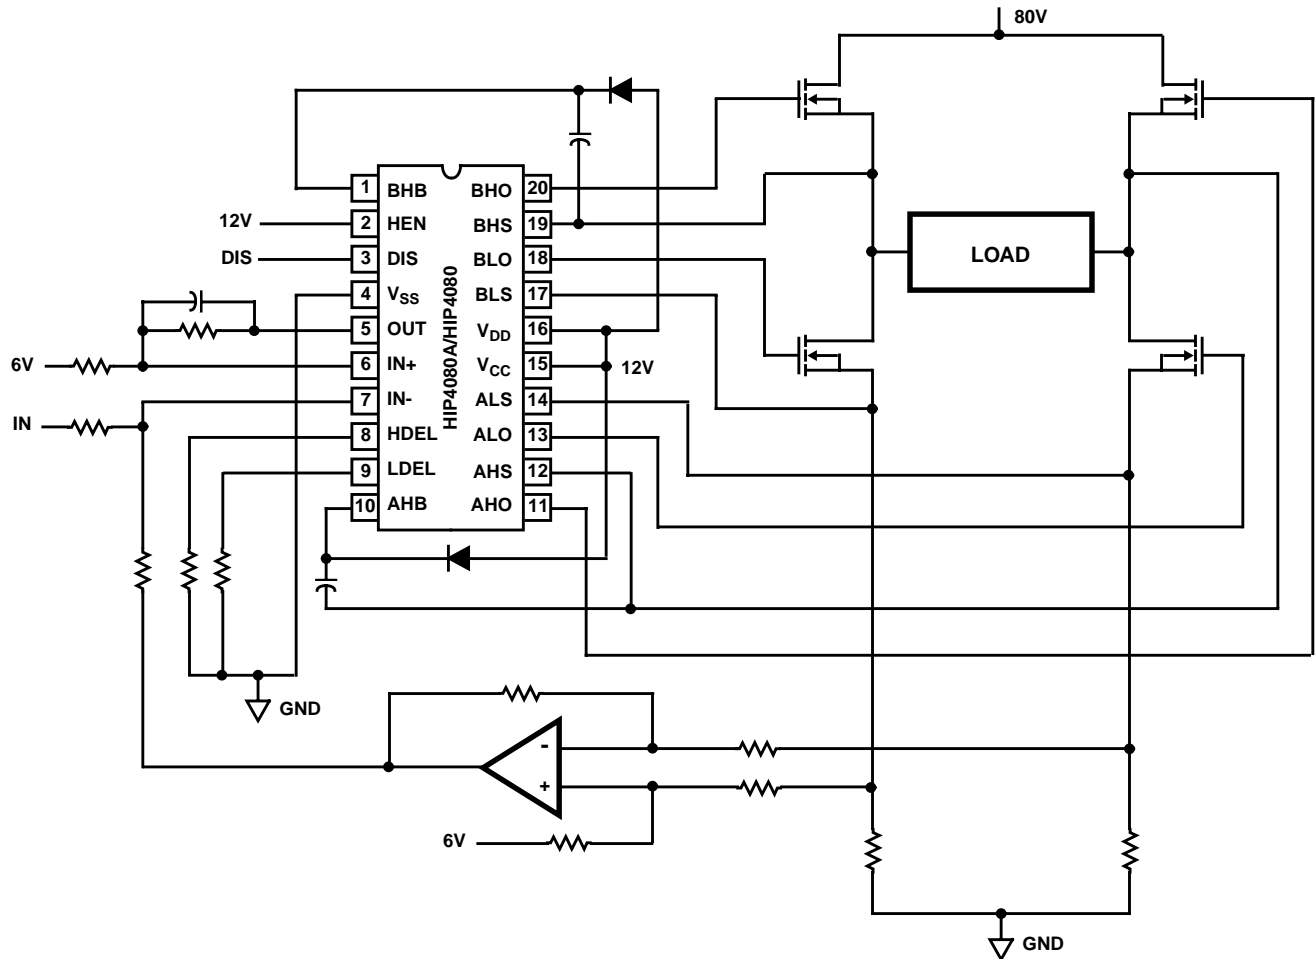 80V
1 BHB BHO 20
12V 2 HEN BHS 19
DIS 3 DIS BLO 18
4 VSS BLS 17
5 OUT VDD 16
6V 6 IN+ VCC 15 12V
IN 7 IN- ALS 14
8 HDEL ALO 13
9 LDEL AHS 12
10 AHB AHO 11
HIP4080A/HIP4080
LOAD
GND
-
+
6V
GND